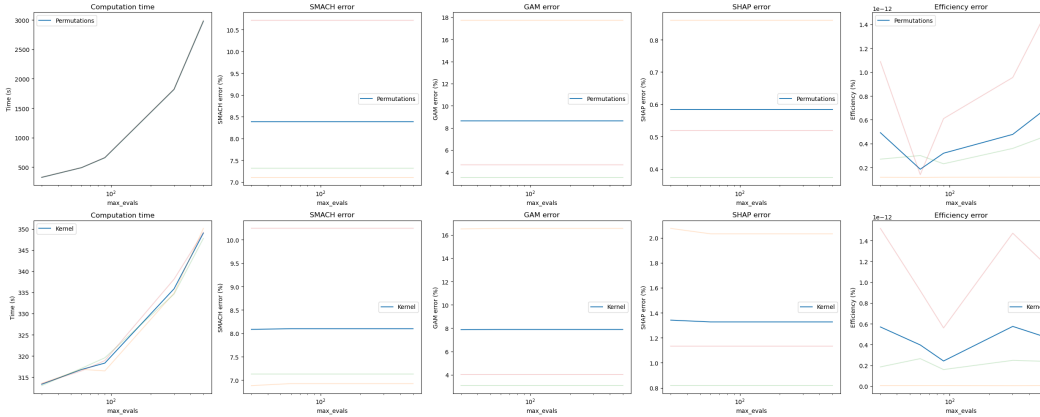 Computation time
Permutations
3000
2500
2000
1500
1000
500
Time (s)
10²
max_evals
SMACH error
10.5
10.0
9.5
9.0
8.5
8.0
7.5
7.0
SMACH error (%)
Permutations
10²
max_evals
GAM error
18
16
14
12
10
8
6
4
GAM error (%)
Permutations
10²
max_evals
SHAP error
0.8
0.7
0.6
0.5
0.4
SHAP error (%)
Permutations
10²
max_evals
1e-12
Efficiency error
Permutations
1.4
1.2
1.0
0.8
0.6
0.4
0.2
Efficiency (%)
10²
max_evals
Computation time
Kernel
350
345
340
335
330
325
320
315
Time (s)
10²
max_evals
SMACH error
10.0
9.5
9.0
8.5
8.0
7.5
7.0
SMACH error (%)
Kernel
10²
max_evals
GAM error
16
14
12
10
8
6
4
GAM error (%)
Kernel
10²
max_evals
SHAP error
2.0
1.8
1.6
1.4
1.2
1.0
0.8
SHAP error (%)
Kernel
10²
max_evals
1e-12
Efficiency error
1.4
1.2
1.0
0.8
0.6
0.4
0.2
0.0
Efficiency (%)
Kerne
10²
max_evals